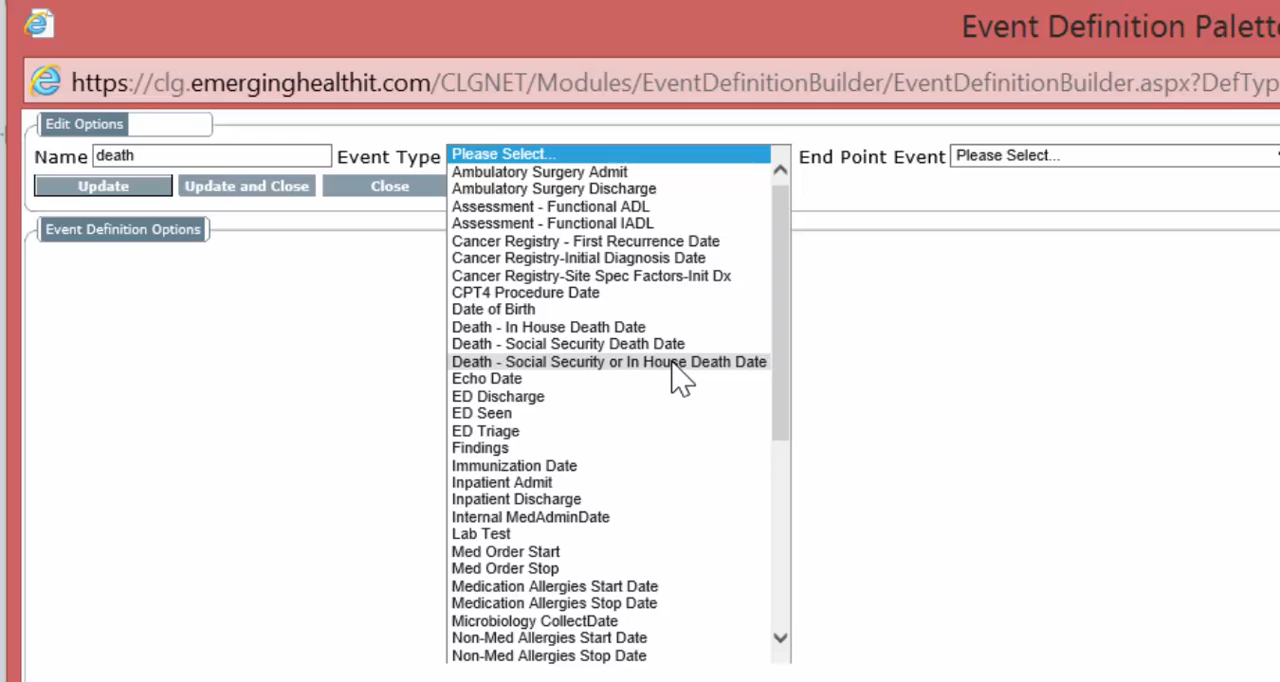 Event Definition Palett
https://clg.emerginghealthit.com/CLGNET/Modules/EventDefinitionBuilder/EventDefinitionBuilder.aspx?DefTyp
Edit Options
Name death Event Type Please Select... End Point Event Please Select...
Update Update and Close Close
Event Definition Options
Ambulatory Surgery Admit
Ambulatory Surgery Discharge
Assessment - Functional ADL
Assessment - Functional IADL
Cancer Registry - First Recurrence Date
Cancer Registry-Initial Diagnosis Date
Cancer Registry-Site Spec Factors-Init Dx
CPT4 Procedure Date
Date of Birth
Death - In House Death Date
Death - Social Security Death Date
Death - Social Security or In House Death Date
Echo Date
ED Discharge
ED Seen
ED Triage
Findings
Immunization Date
Inpatient Admit
Inpatient Discharge
Internal MedAdminDate
Lab Test
Med Order Start
Med Order Stop
Medication Allergies Start Date
Medication Allergies Stop Date
Microbiology CollectDate
Non-Med Allergies Start Date
Non-Med Allergies Stop Date